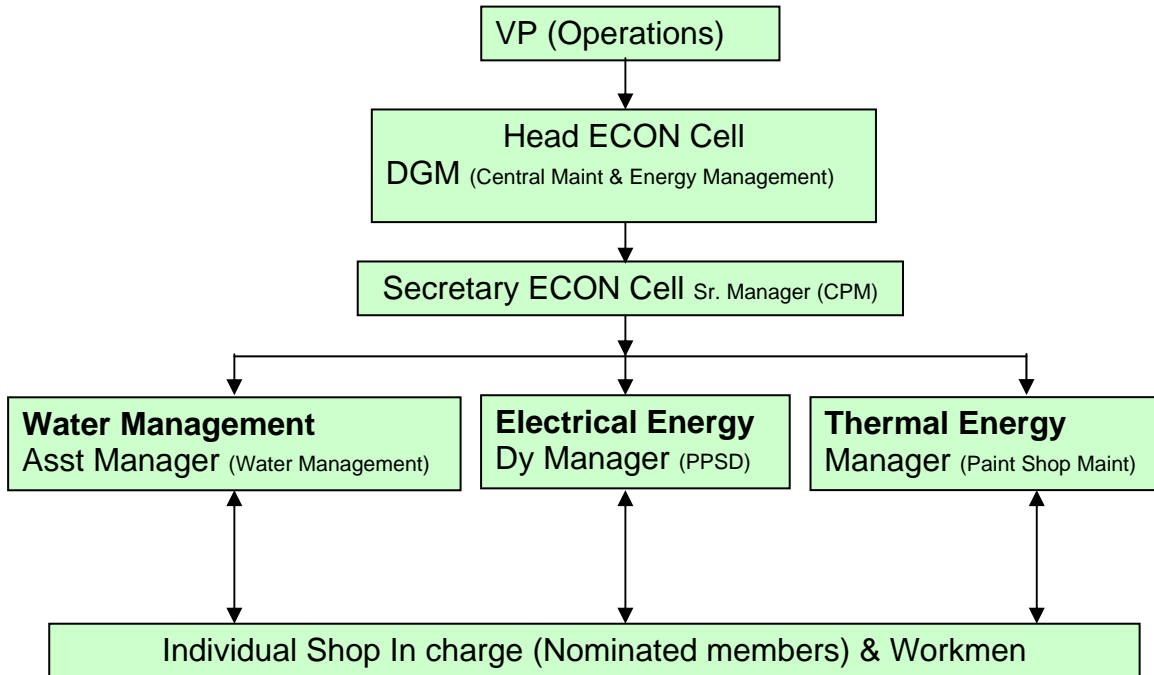 VP (Operations)
Head ECON Cell
DGM (Central Maint & Energy Management)
Secretary ECON Cell Sr. Manager (CPM)
Water Management
Asst Manager (Water Management)
Electrical Energy
Dy Manager (PPSD)
Thermal Energy
Manager (Paint Shop Maint)
Individual Shop In charge (Nominated members) & Workmen